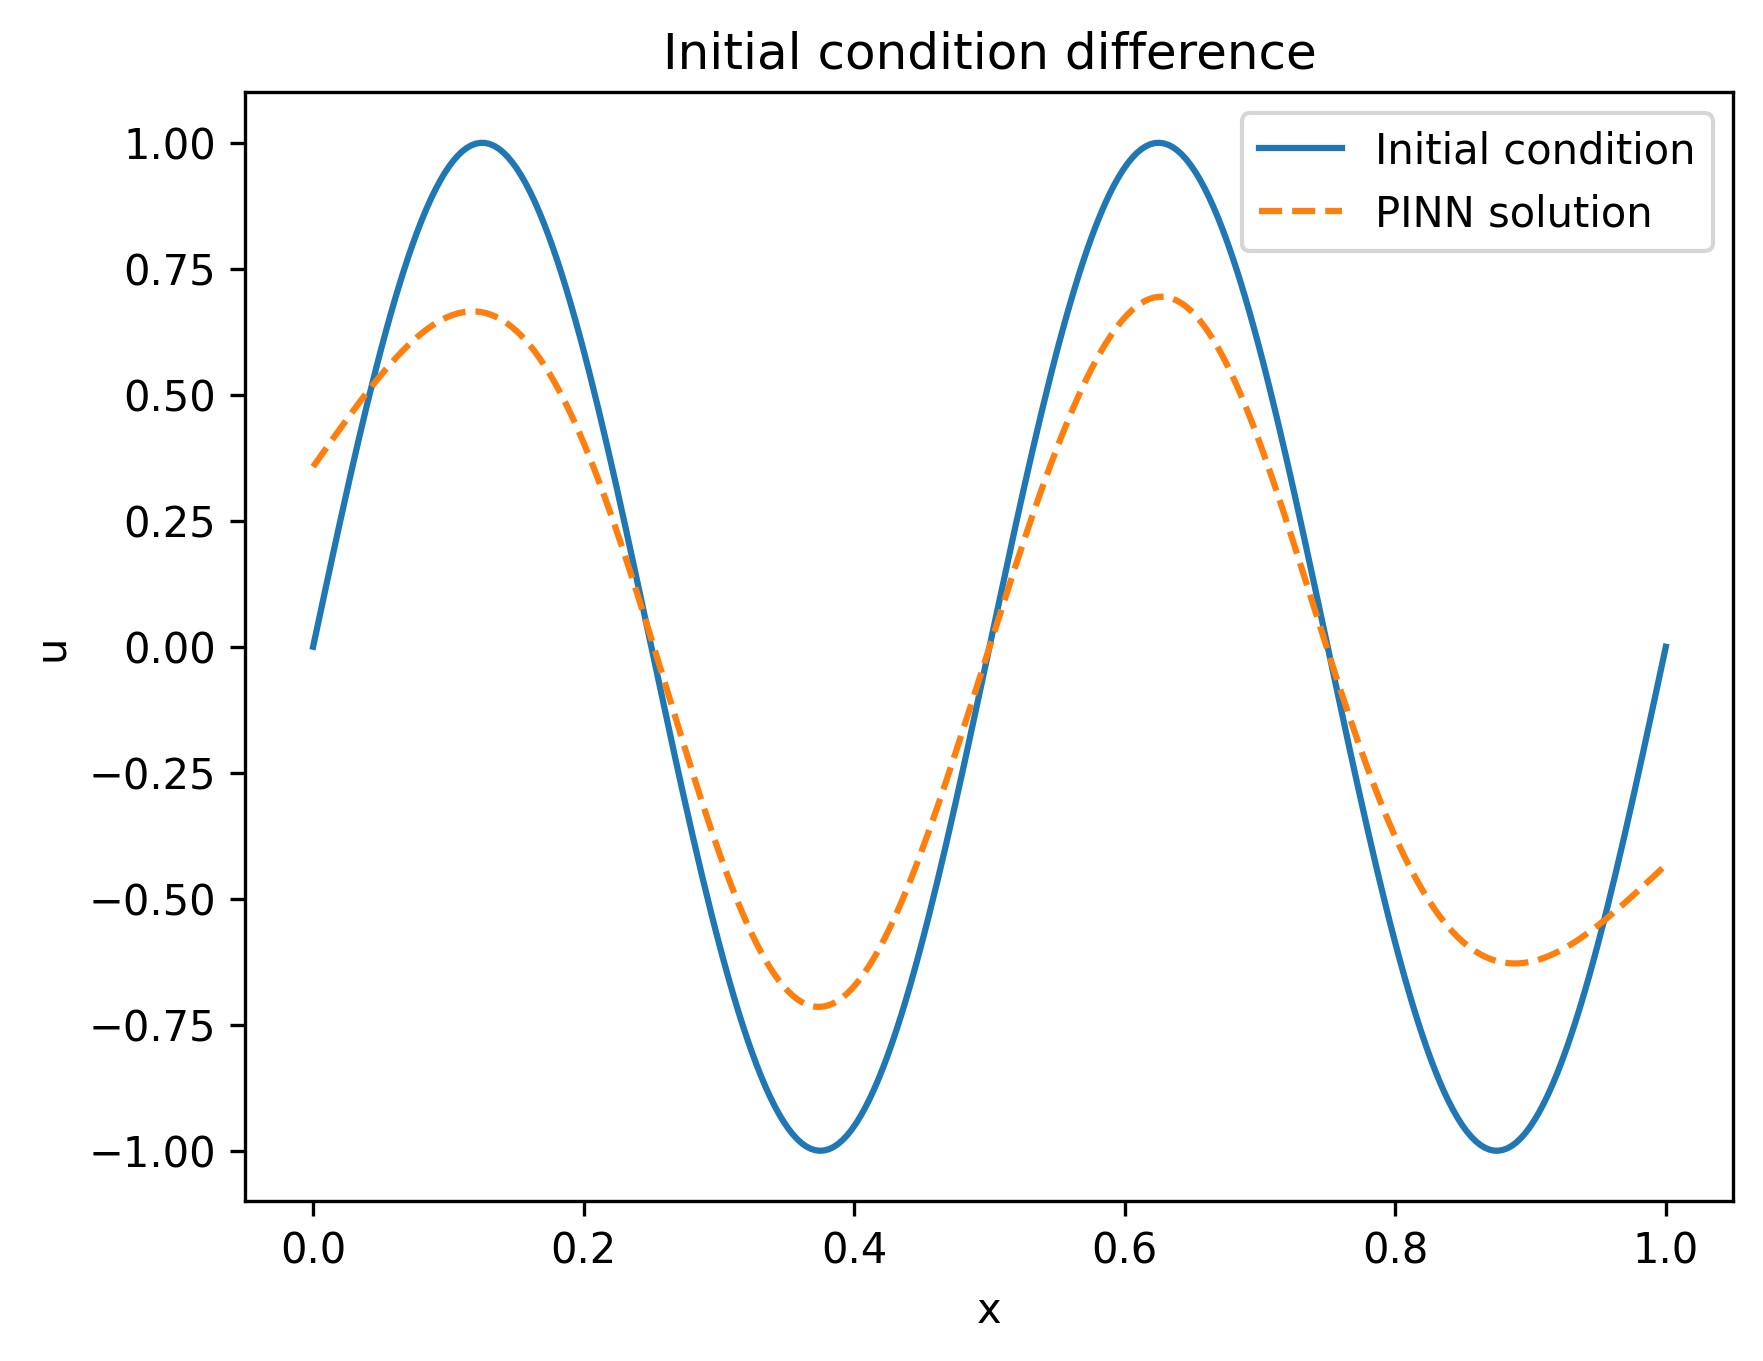 Initial condition difference
Initial condition
PINN solution
1.00
0.75
0.50
0.25
0.00
−0.25
−0.50
−0.75
−1.00
u
0.0 0.2 0.4 0.6 0.8 1.0
x